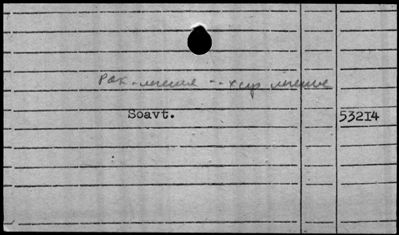 Рак - лечение -- хир. лечение
Soavt.
53214